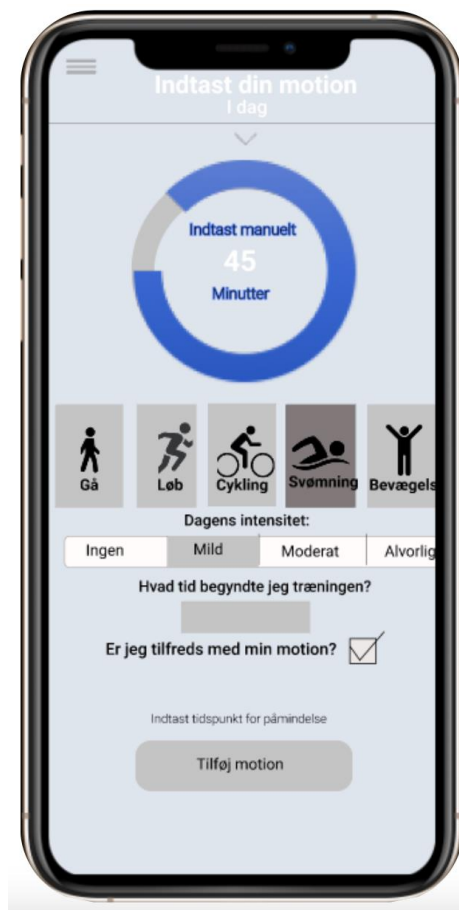 Indtast din motion
I dag
Indtast manuelt
45
Minutter
Gå
Løb
Cykling
Svømning
Bevægels
Dagens intensitet:
Ingen
Mild
Moderat
Alvorlig
Hvad tid begyndte jeg træningen?
Er jeg tilfreds med min motion?
Indtast tidspunkt for påmindelse
Tilføj motion